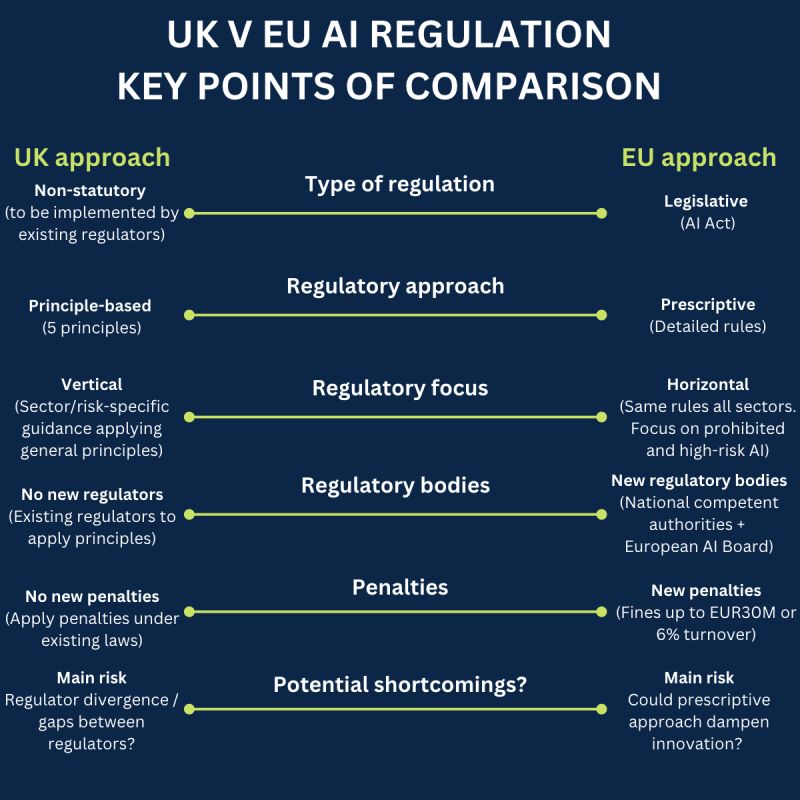 UK V EU AI REGULATION
KEY POINTS OF COMPARISON
UK approach
EU approach
Type of regulation
Non-statutory
(to be implemented by
existing regulators)
Legislative
(AI Act)
Regulatory approach
Principle-based
(5 principles)
Prescriptive
(Detailed rules)
Regulatory focus
Vertical
(Sector/risk-specific
guidance applying
general principles)
Horizontal
(Same rules all sectors.
Focus on prohibited
and high-risk AI)
Regulatory bodies
No new regulators
(Existing regulators to
apply principles)
New regulatory bodies
(National competent
authorities +
European AI Board)
Penalties
No new penalties
(Apply penalties under
existing laws)
New penalties
(Fines up to EUR30M or
6% turnover)
Potential shortcomings?
Main risk
Regulator divergence /
gaps between
regulators?
Main risk
Could prescriptive
approach dampen
innovation?